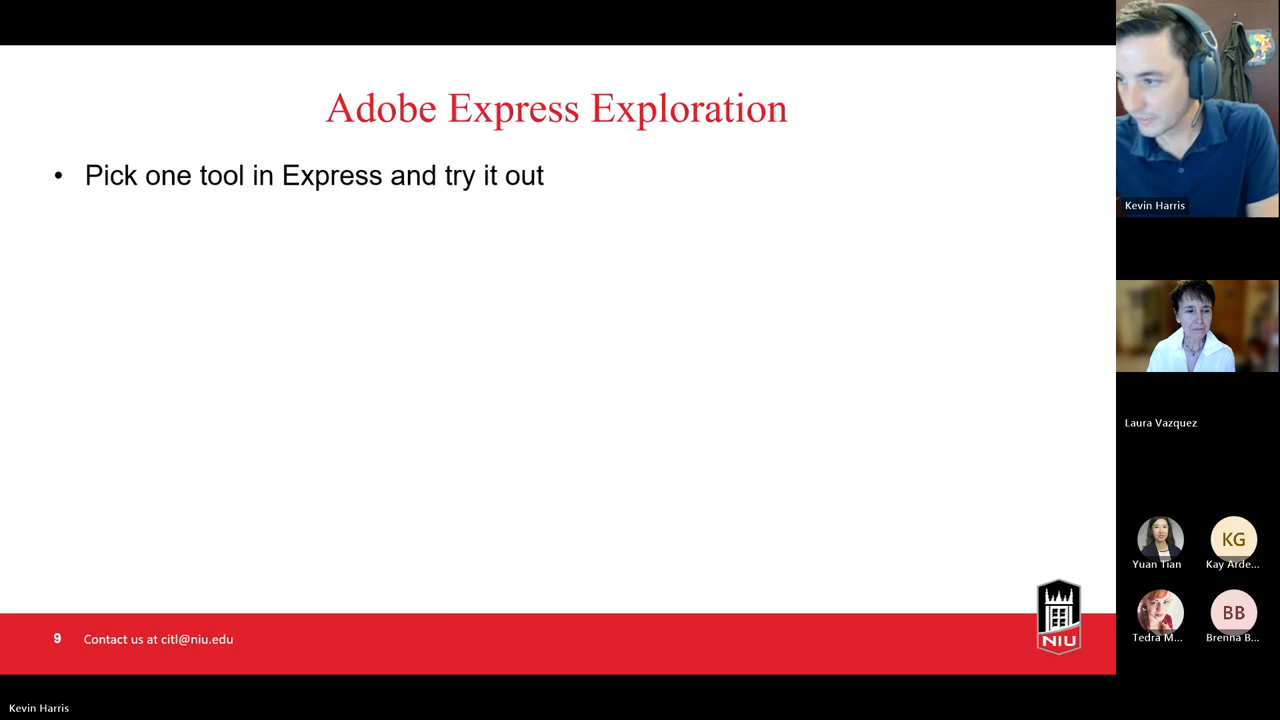 Adobe Express Exploration
• Pick one tool in Express and try it out
9 Contact us at citl@niu.edu
NIU
Kevin Harris
Kevin Harris
Laura Vazquez
Yuan Tian
KG
Kay Arde...
Tedra M...
BB
Brenna B...